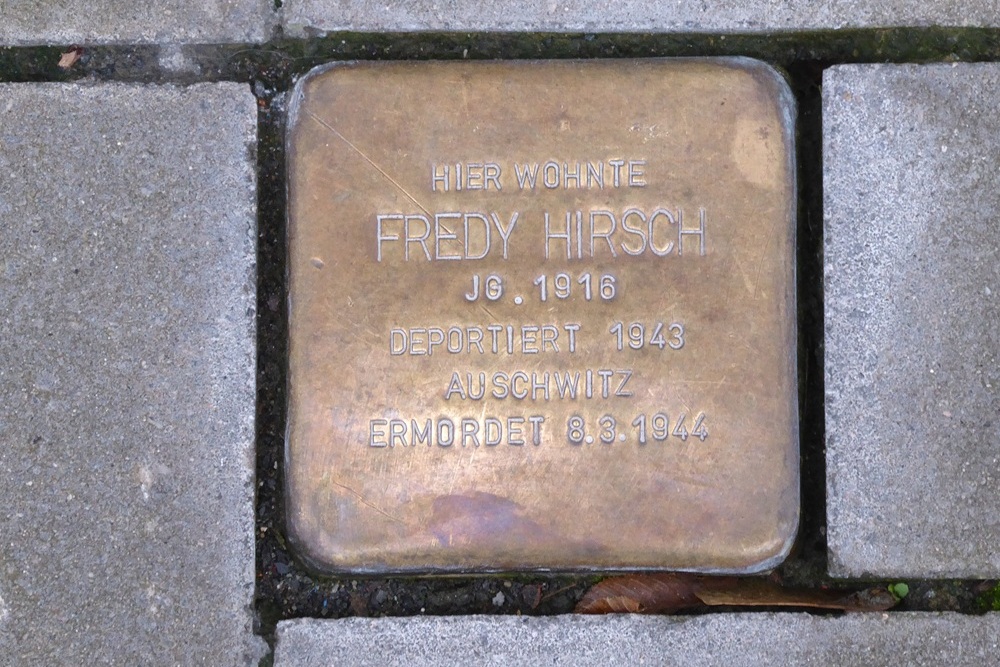 HIER WOHNTE
FREDY HIRSCH
JG. 1916
DEPORTIERT 1943
AUSCHWITZ
ERMORDET 8.3.1944